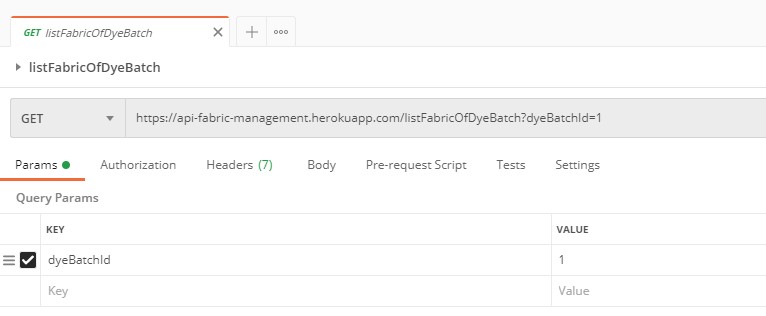 GET listFabricOfDyeBatch
listFabricOfDyeBatch
GET https://api-fabric-management.herokuapp.com/listFabricOfDyeBatch?dyeBatchId=1
Params Authorization Headers (7) Body Pre-request Script Tests Settings
Query Params
KEY VALUE
dyeBatchId 1
Key Value